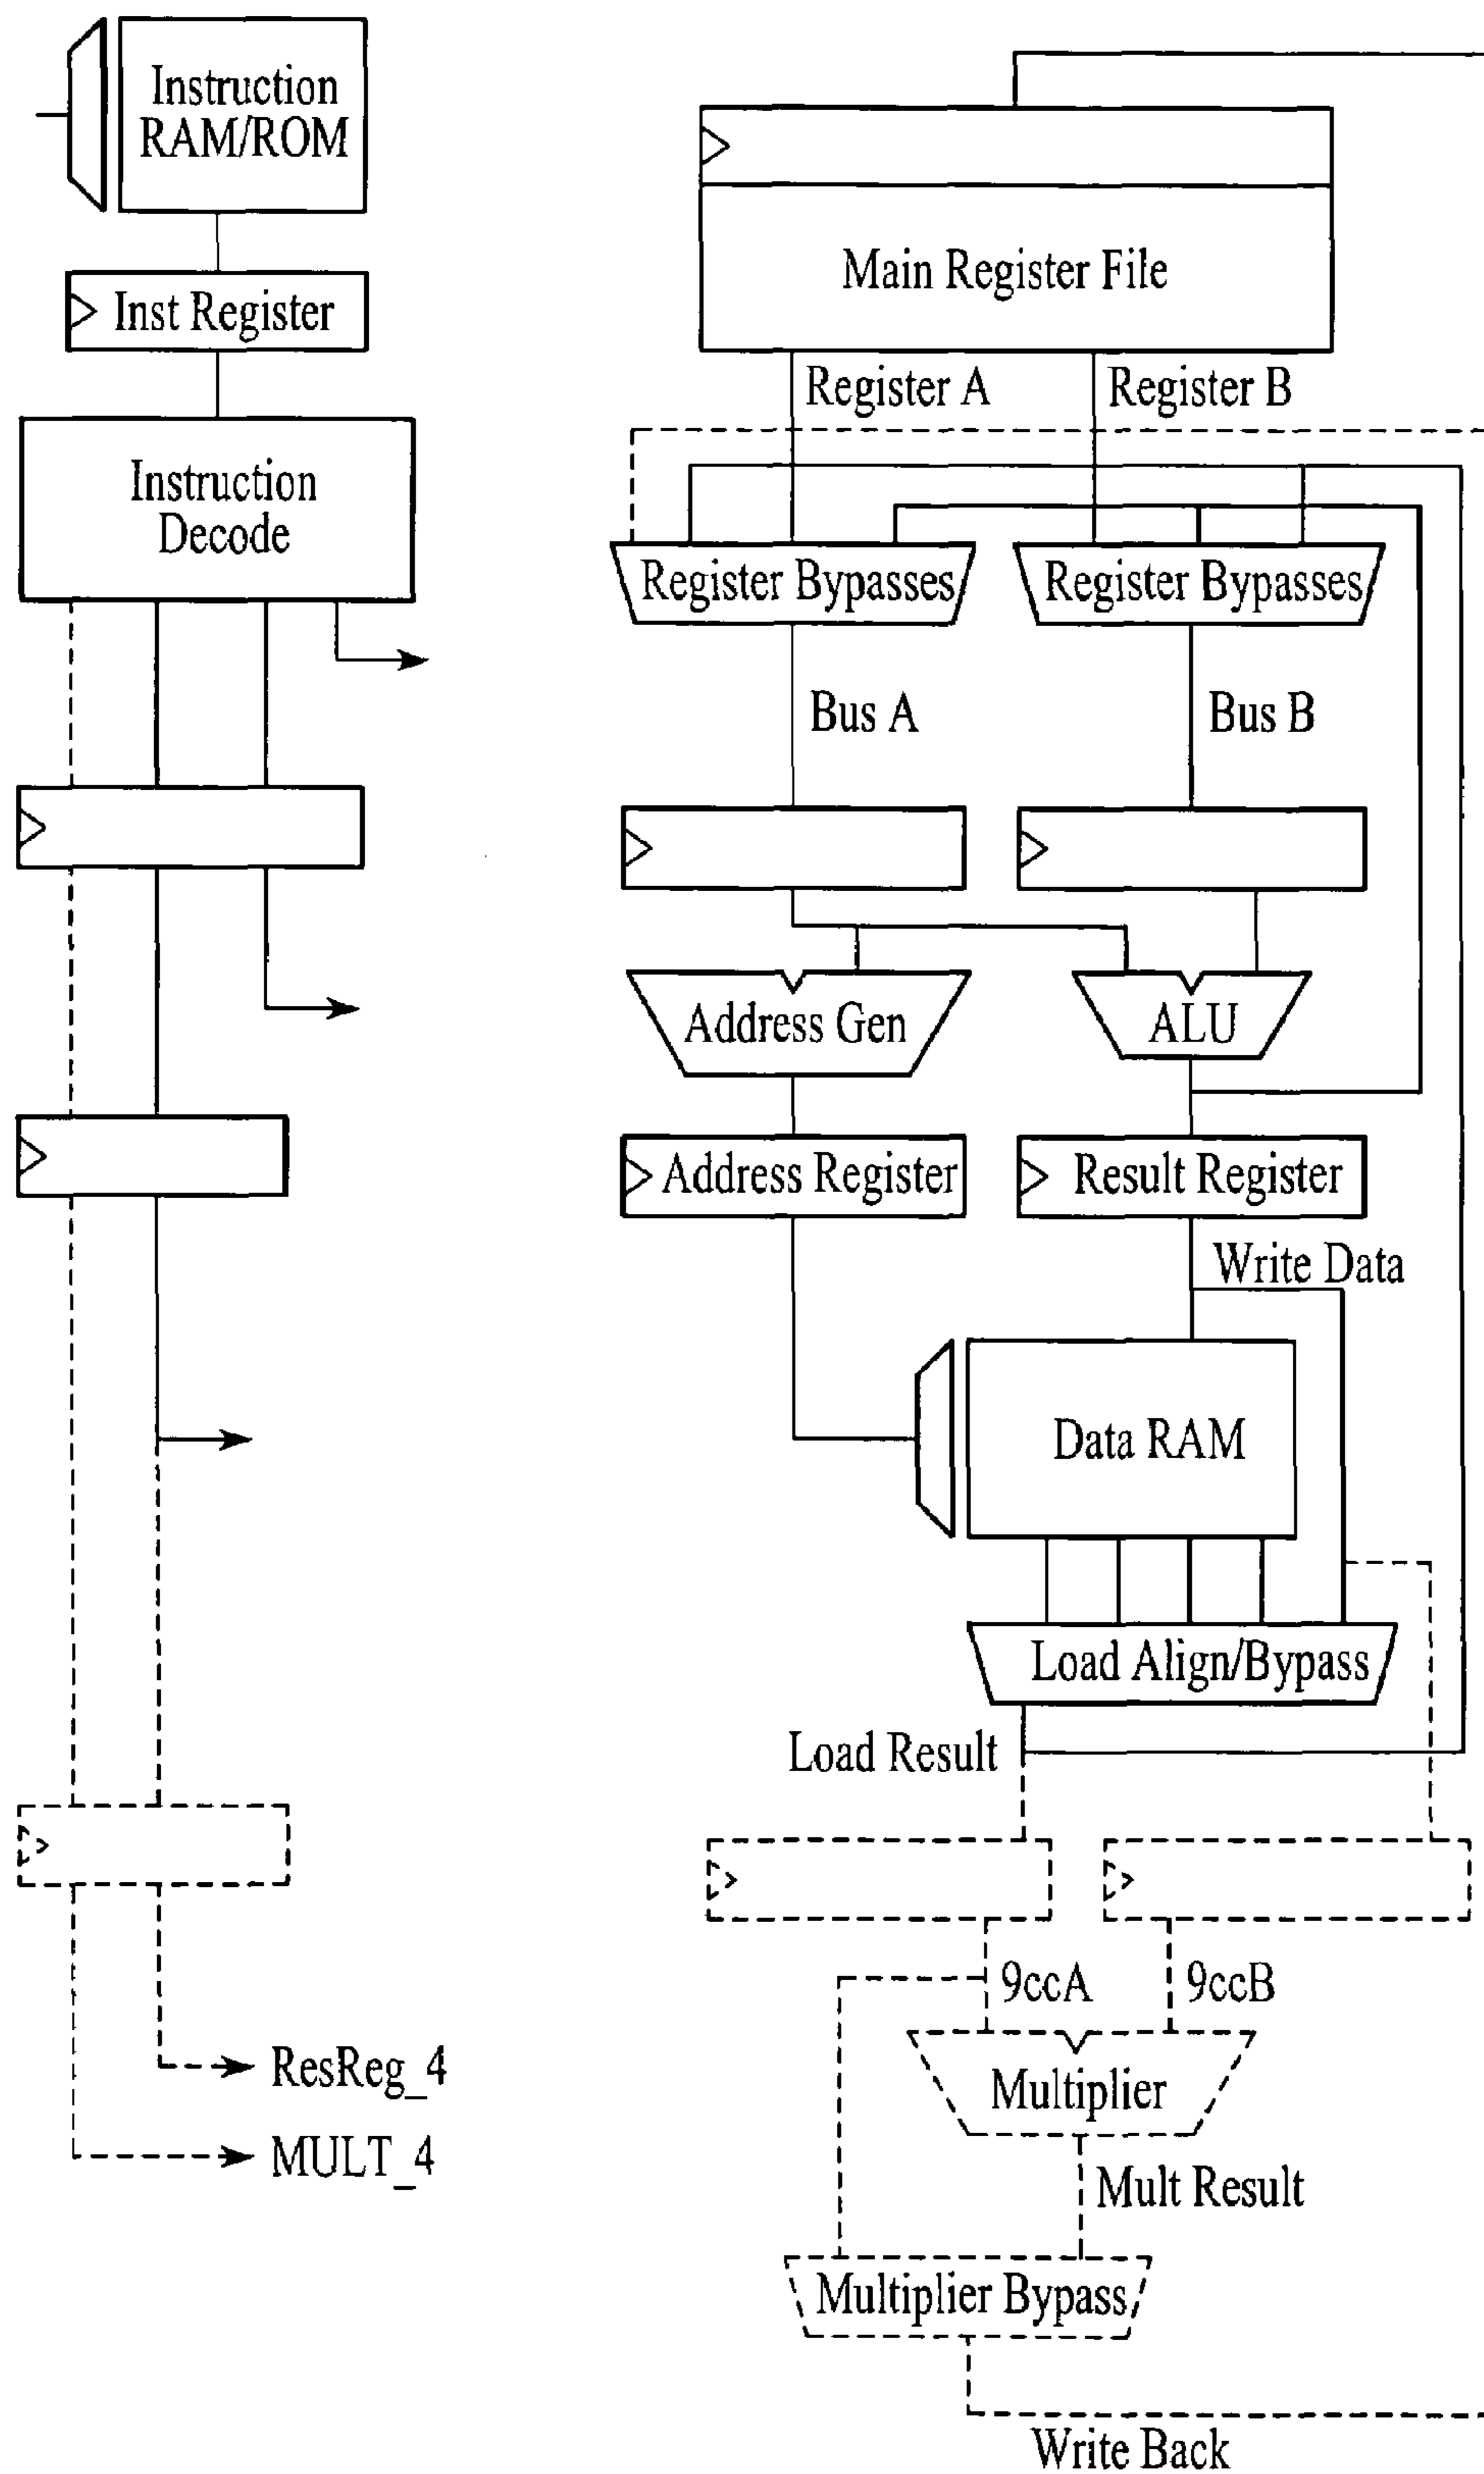 Instruction
RAM/ROM
Inst Register
Instruction
Decode
Main Register File
Register A
Register B
Register Bypasses
Register Bypasses
Bus A
Bus B
Address Gen
ALU
Address Register
Result Register
Write Data
Data RAM
Load Align/Bypass
Load Result
9ccA
9ccB
Multiplier
ResReg_4
MULT_4
Mult Result
Multiplier Bypass
Write Back